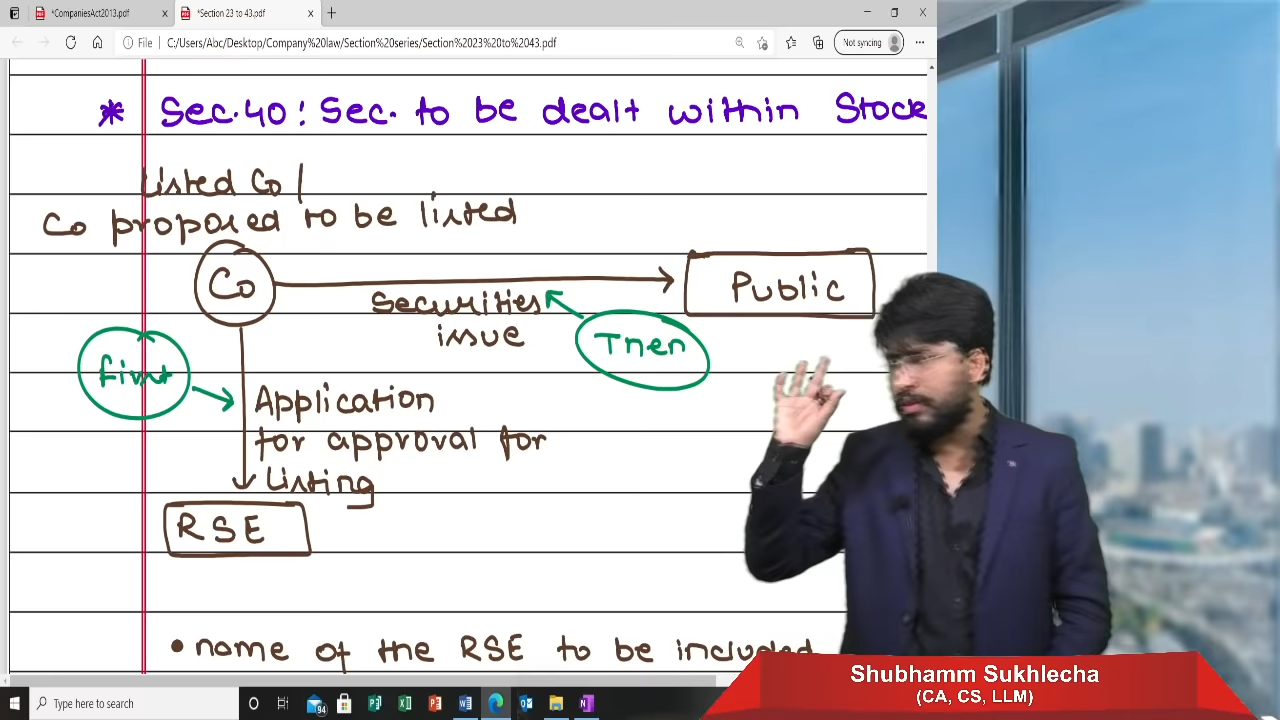 *CompaniesAct2013.pdf
*Section 23 to 43.pdf
File
C:/Users/Abc/Desktop/Company%20law/Section%20series/Section%2023%20to%2043.pdf
Not syncing
* Sec.40: Sec. to be dealt within Stock
Listed Co /
Co proposed to be listed
Co
Public
Securities
issue
Then
first
Application
for approval for
Listing
RSE
• name of the RSE to be included
Shubhamm Sukhlecha
(CA, CS, LLM)
Type here to search
94